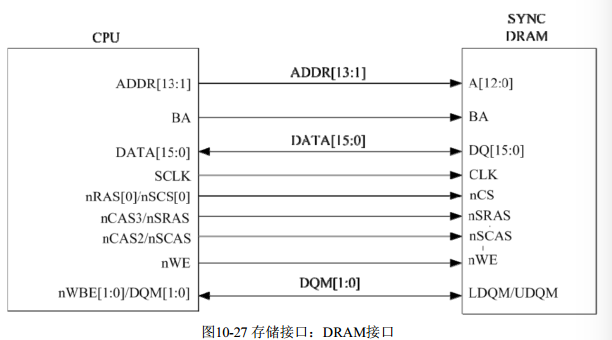 CPU
SYNC
DRAM
ADDR[13:1]
ADDR[13:1]
A[12:0]
BA
BA
DATA[15:0]
DATA[15:0]
DQ[15:0]
SCLK
CLK
nRAS[0]/nSCS[0]
nCS
nCAS3/nSRAS
nSRAS
nCAS2/nSCAS
nSCAS
nWE
nWE
nWBE[1:0]/DQM[1:0]
DQM[1:0]
LDQM/UDQM
图10-27 存储接口：DRAM接口